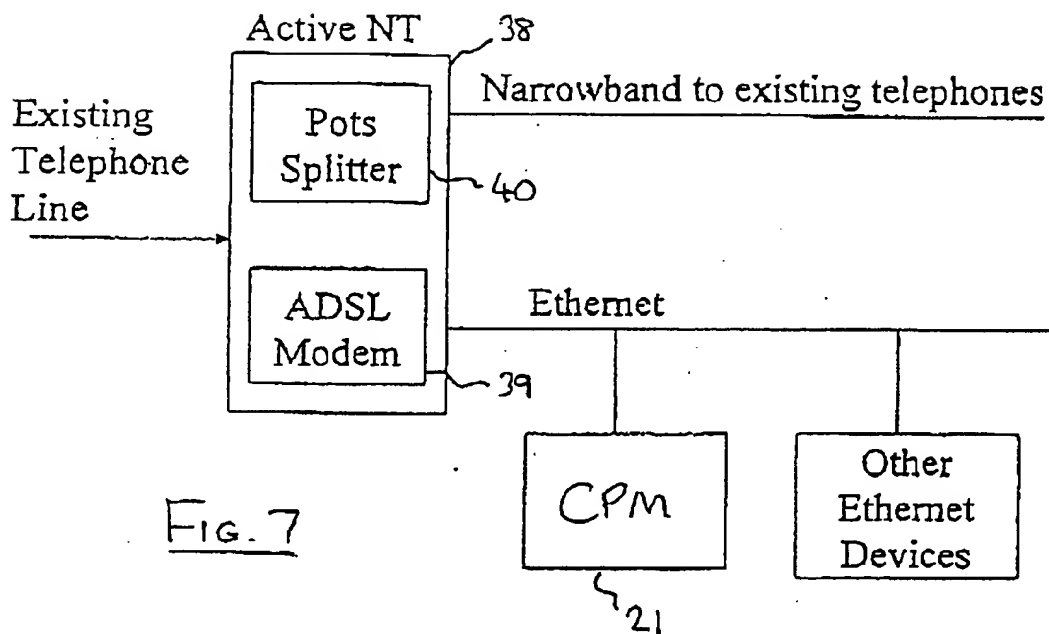 Active NT
38
Existing
Telephone
Line
Pots
Splitter
40
Narrowband to existing telephones
ADSL
Modem
39
Ethernet
CPM
21
Other
Ethernet
Devices
FIG. 7